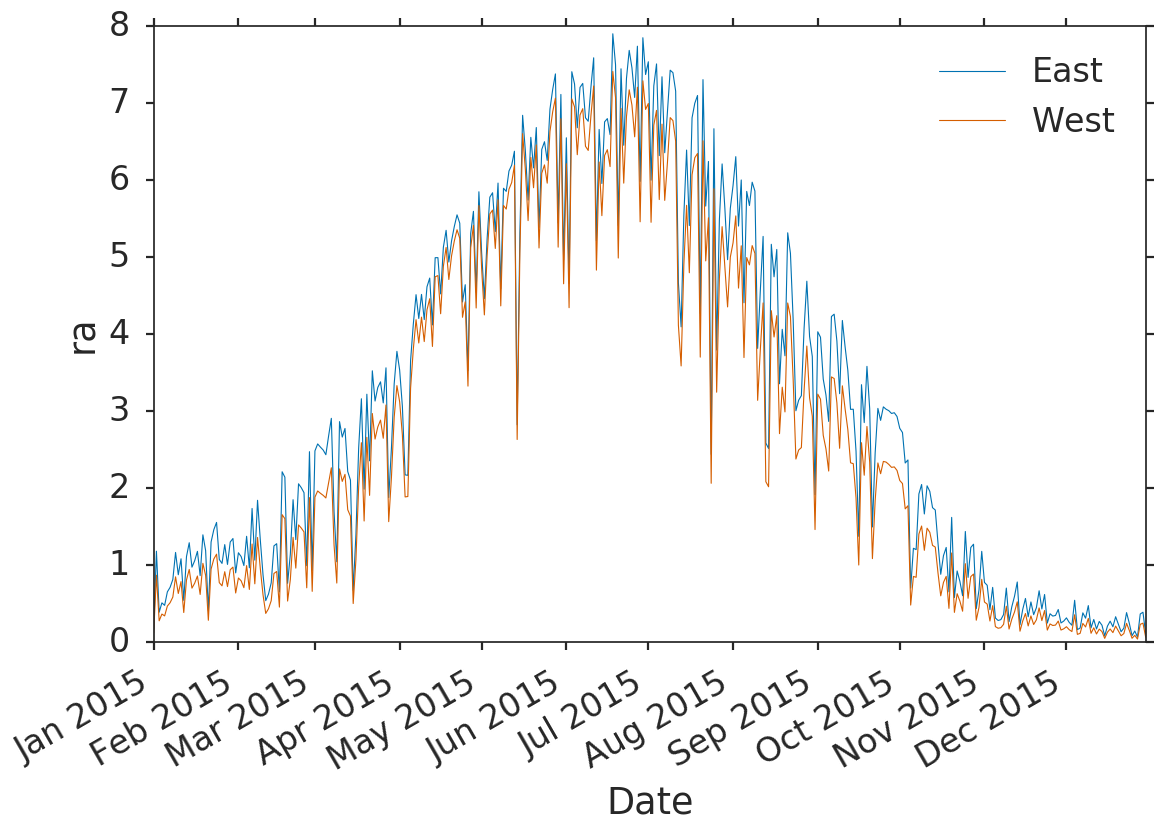 8
7
6
5
4
3
2
1
0
ra
East
West
Jan 2015
Feb 2015
Mar 2015
Apr 2015
May 2015
Jun 2015
Jul 2015
Aug 2015
Sep 2015
Oct 2015
Nov 2015
Dec 2015
Date